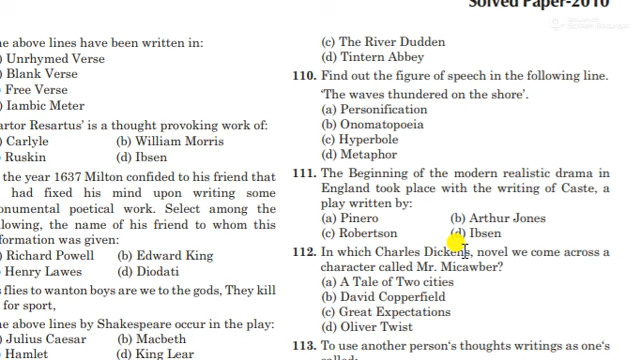 Solved Paper-2010
ne above lines have been written in:
) Unrhymed Verse
) Blank Verse
) Free Verse
) Iambic Meter
artor Resartus' is a thought provoking work of:
) Carlyle (b) William Morris
) Ruskin (d) Ibsen
the year 1637 Milton confided to his friend that
had fixed his mind upon writing some
onumental poetical work. Select among the
llowing, the name of his friend to whom this
formation was given:
) Richard Powell (b) Edward King
) Henry Lawes (d) Diodati
s flies to wanton boys are we to the gods, They kill
for sport,
ne above lines by Shakespeare occur in the play:
) Julius Caesar (b) Macbeth
) Hamlet (d) King Lear
(c) The River Dudden
(d) Tintern Abbey
110. Find out the figure of speech in the following line.
'The waves thundered on the shore'.
(a) Personification
(b) Onomatopoeia
(c) Hyperbole
(d) Metaphor
111. The Beginning of the modern realistic drama in
England took place with the writing of Caste, a
play written by:
(a) Pinero (b) Arthur Jones
(c) Robertson (d) Ibsen
112. In which Charles Dickens, novel we come across a
character called Mr. Micawber?
(a) A Tale of Two cities
(b) David Copperfield
(c) Great Expectations
(d) Oliver Twist
113. To use another person's thoughts writings as one's
called: